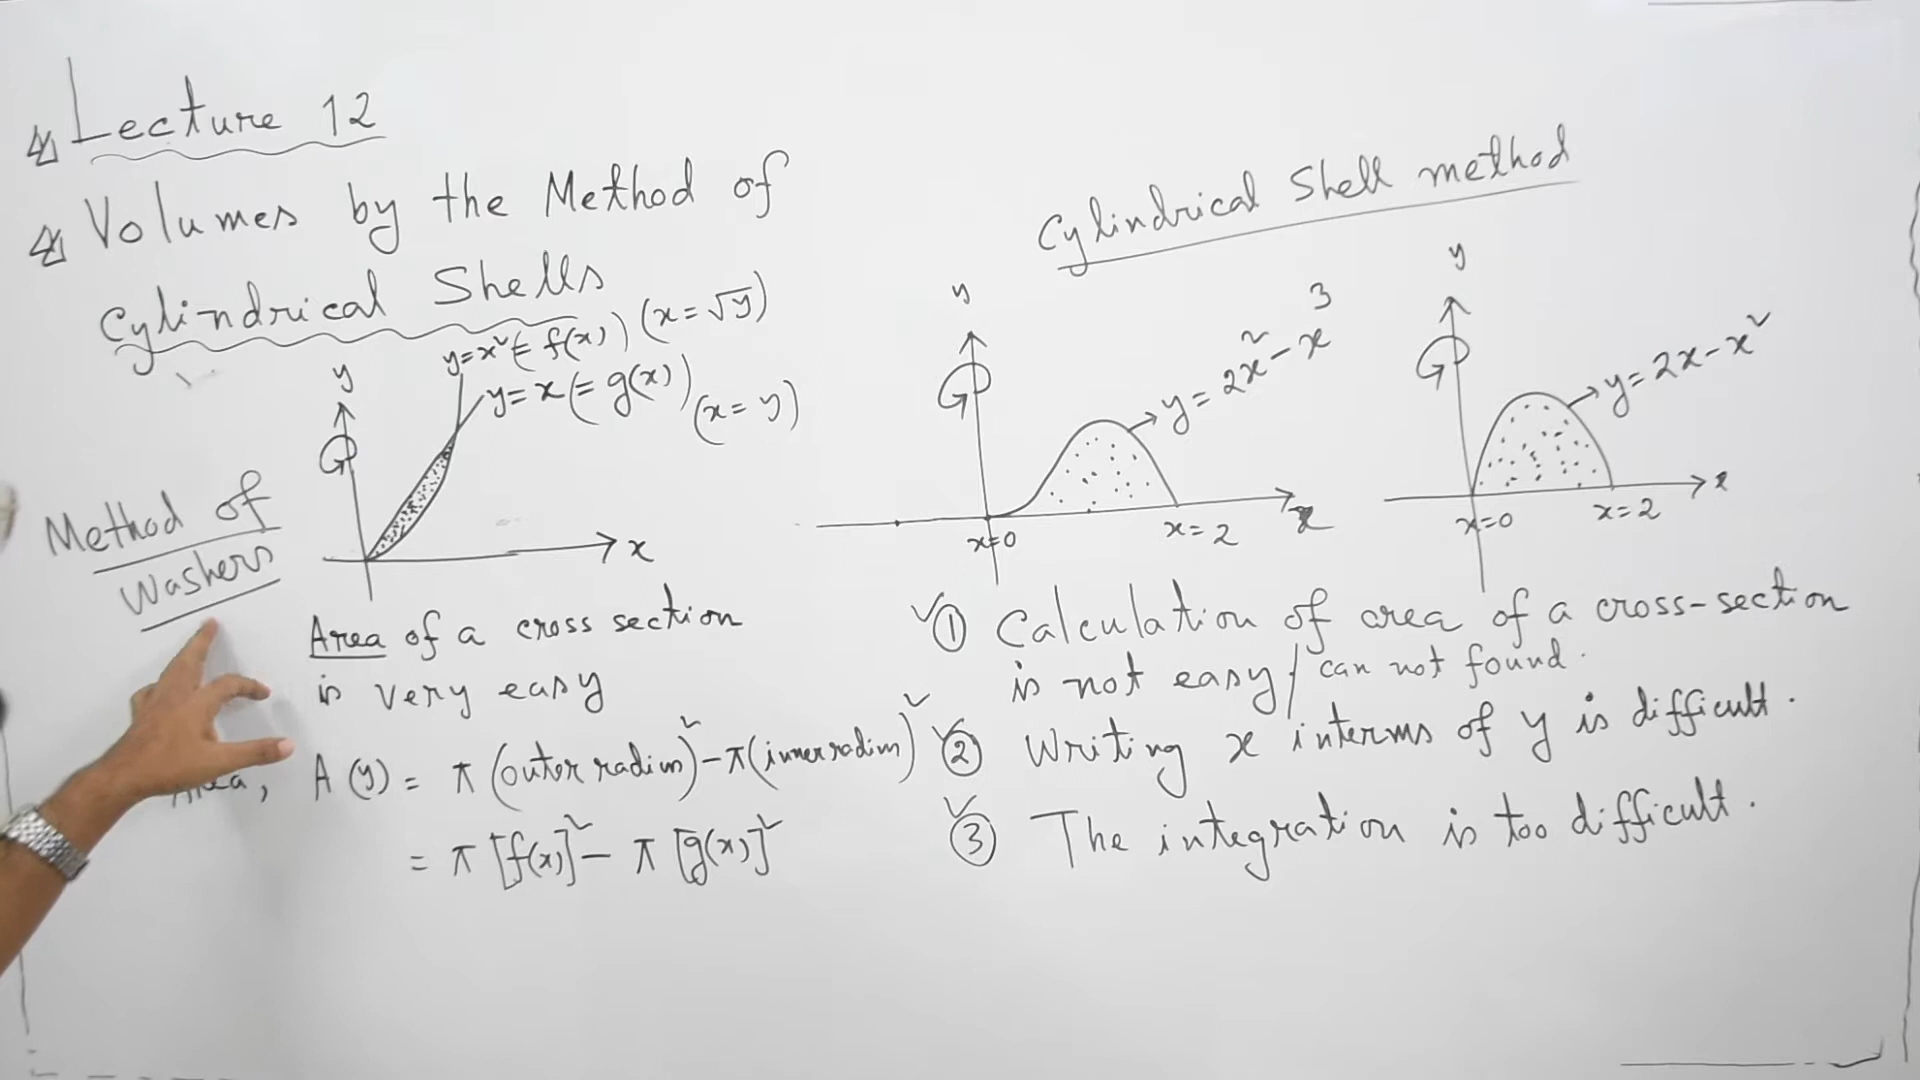 Lecture 12
Volumes by the Method of
Cylindrical Shells
y=x² (= f(x)) (x=√y)
y=x (= g(x))
(x=y)
y
x
Method of
Washers
Area of a cross section
is very easy
Area, A(y) = π (outer radius)² - π (inner radius)²
= π [f(x)]² - π [g(x)]²
Cylindrical Shell method
y
y = 2x² - x³
x=0
x=2
x
y
y = 2x - x²
x=0
x=2
x
① Calculation of area of a cross-section
is not easy / can not found.
② Writing x interms of y is difficult.
③ The integration is too difficult.